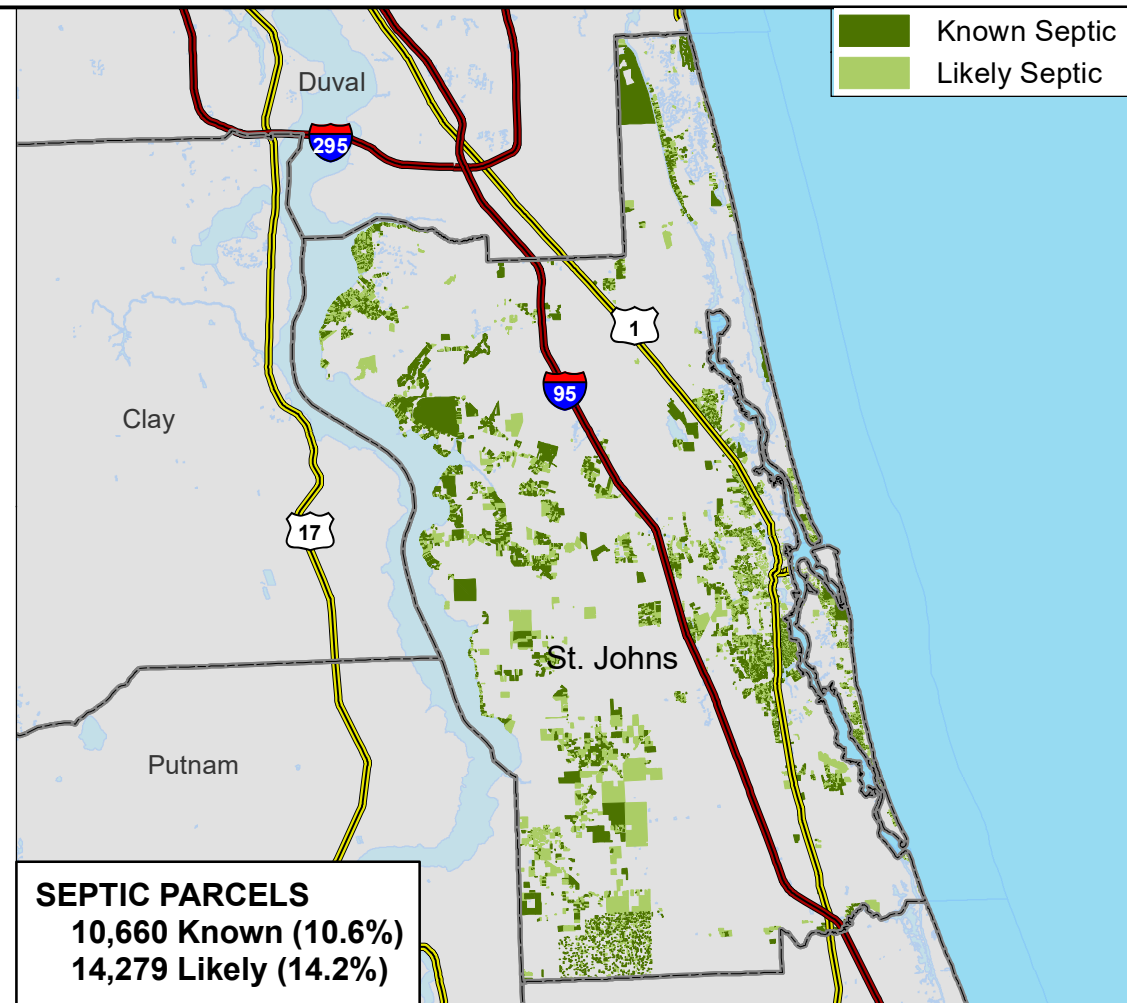 Known Septic
Likely Septic
Duval
295
1
95
Clay
17
St. Johns
Putnam
SEPTIC PARCELS
10,660 Known (10.6%)
14,279 Likely (14.2%)